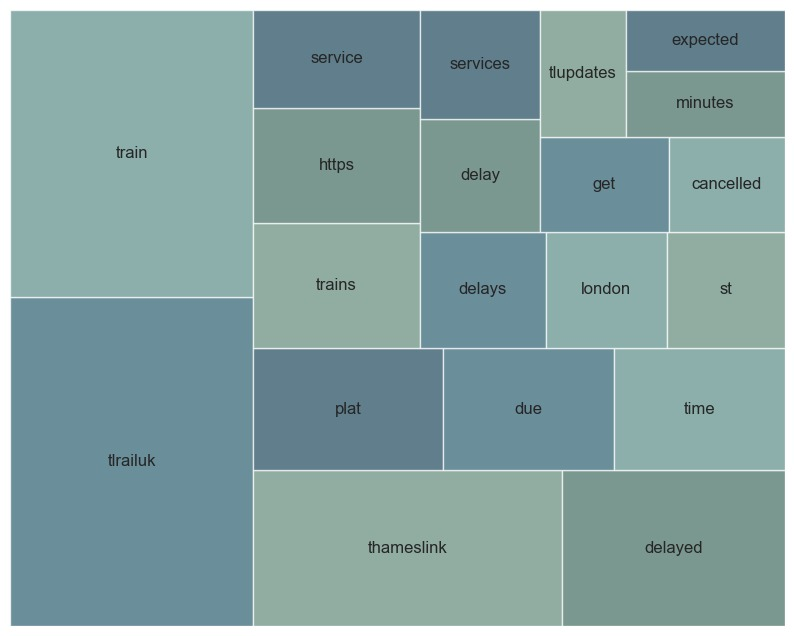 train
tlrailuk
service
https
trains
services
delay
tlupdates
expected
minutes
get
cancelled
delays
london
st
plat
due
time
thameslink
delayed